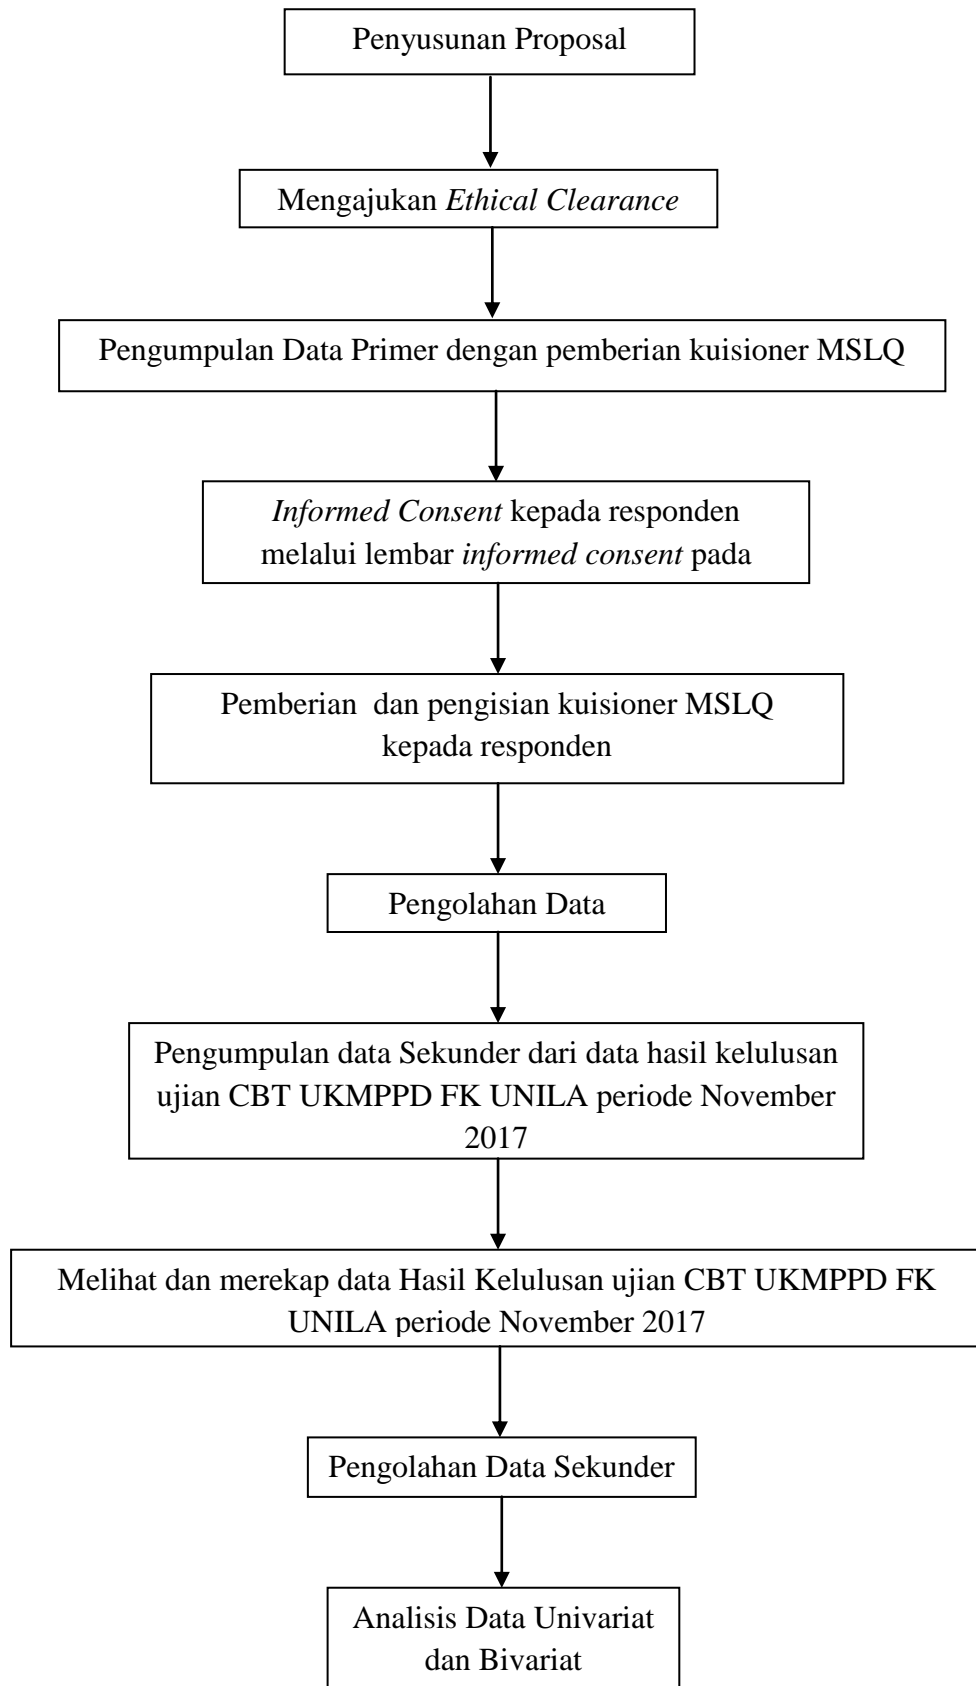 Penyusunan Proposal
Mengajukan Ethical Clearance
Pengumpulan Data Primer dengan pemberian kuisioner MSLQ
Informed Consent kepada responden
melalui lembar informed consent pada
Pemberian dan pengisian kuisioner MSLQ
kepada responden
Pengolahan Data
Pengumpulan data Sekunder dari data hasil kelulusan
ujian CBT UKMPPD FK UNILA periode November
2017
Melihat dan merekap data Hasil Kelulusan ujian CBT UKMPPD FK
UNILA periode November 2017
Pengolahan Data Sekunder
Analisis Data Univariat
dan Bivariat